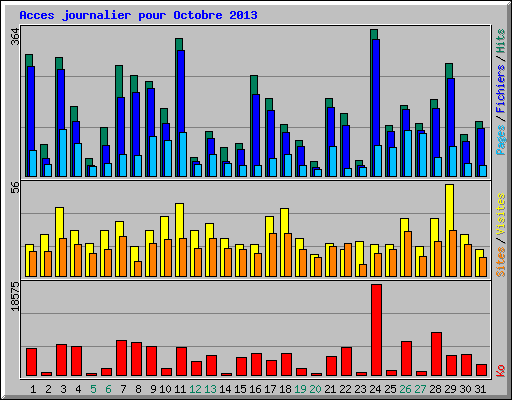 Acces journalier pour Octobre 2013
364
Pages / Fichiers / Hits
56
Sites / Visites
18575
Ko
1 2 3 4 5 6 7 8 9 10 11 12 13 14 15 16 17 18 19 20 21 22 23 24 25 26 27 28 29 30 31